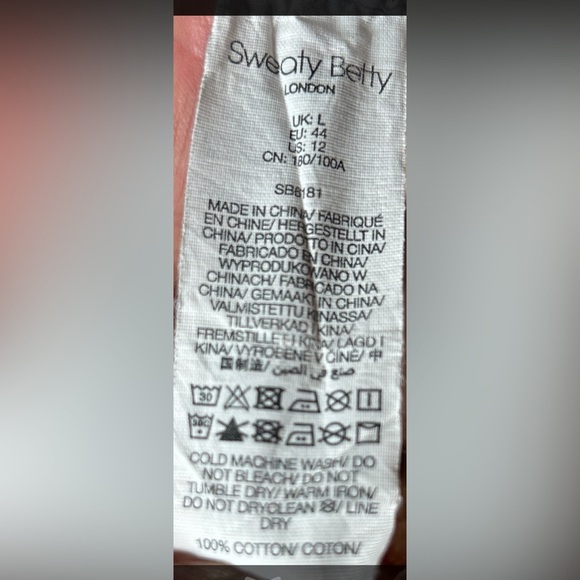 Sweaty Betty
LONDON
UK: L
EU: 44
US: 12
CN: 180/100A
SB6181
MADE IN CHINA/ FABRIQUÉ
EN CHINE/ HERGESTELLT IN
CHINA/ PRODOTTO IN CINA/
FABRICADO EN CHINA/
WYPRODUKOWANO W
CHINACH/ FABRICADO NA
CHINA/ GEMAAKT IN CHINA/
VALMISTETTU KIINASSA/
TILLVERKAD I KINA/
FREMSTILLET I KINA/ LAGD I
KINA/ VYROBENÉ V ČÍNE/ 中
国制造/ صنع في الصين/
30
30C
COLD MACHINE WASH/ DO
NOT BLEACH/ DO NOT
TUMBLE DRY/ WARM IRON/
DO NOT DRYCLEAN / LINE
DRY
100% COTTON/ COTON/